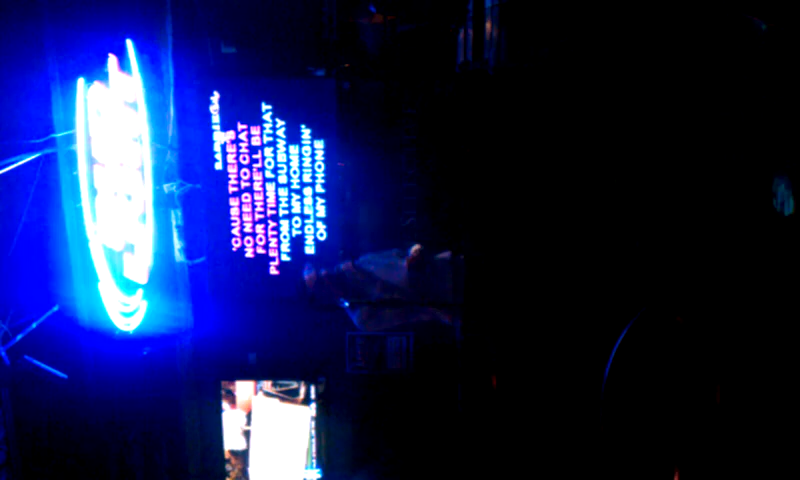 'CAUSE THERE'S
NO NEED TO CHAT
FOR THERE'LL BE
PLENTY TIME FOR THAT
FROM THE SUBWAY
TO MY HOME
ENDLESS RINGIN'
OF MY PHONE